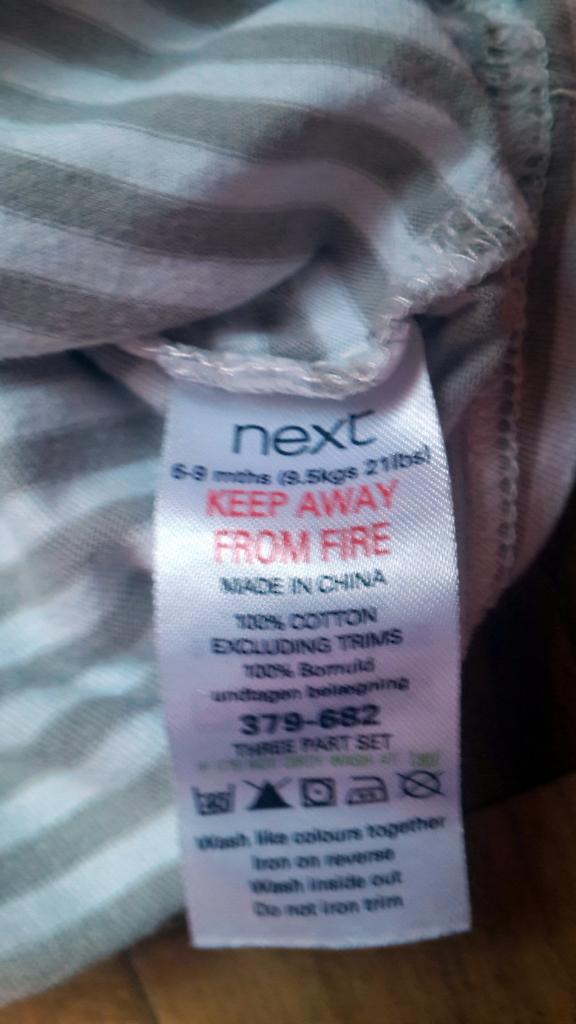 next
6-9 mths (9.5kgs 21lbs)
KEEP AWAY
FROM FIRE
MADE IN CHINA
100% COTTON
EXCLUDING TRIMS
100% Bomuld
undtagen belægning
379-682
THREE PART SET
WASH AT
Wash like colours together
Iron on reverse
Wash inside out
Do not iron trim